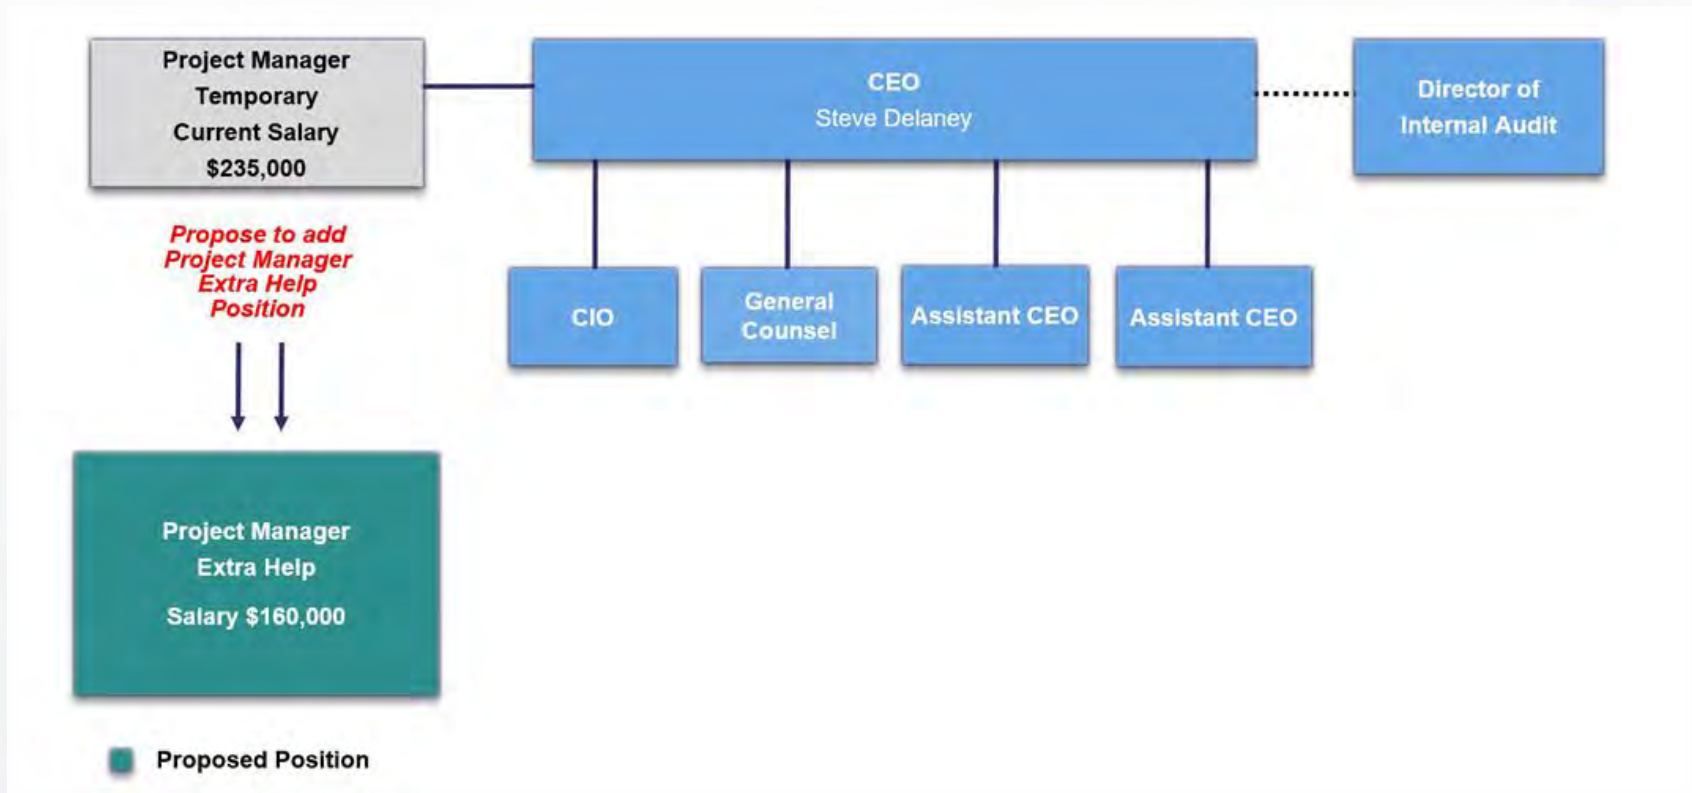 Project Manager
Temporary
Current Salary
$235,000
CEO
Steve Delaney
Director of
Internal Audit
Propose to add
Project Manager
Extra Help
Position
CIO
General
Counsel
Assistant CEO
Assistant CEO
Project Manager
Extra Help
Salary $160,000
Proposed Position